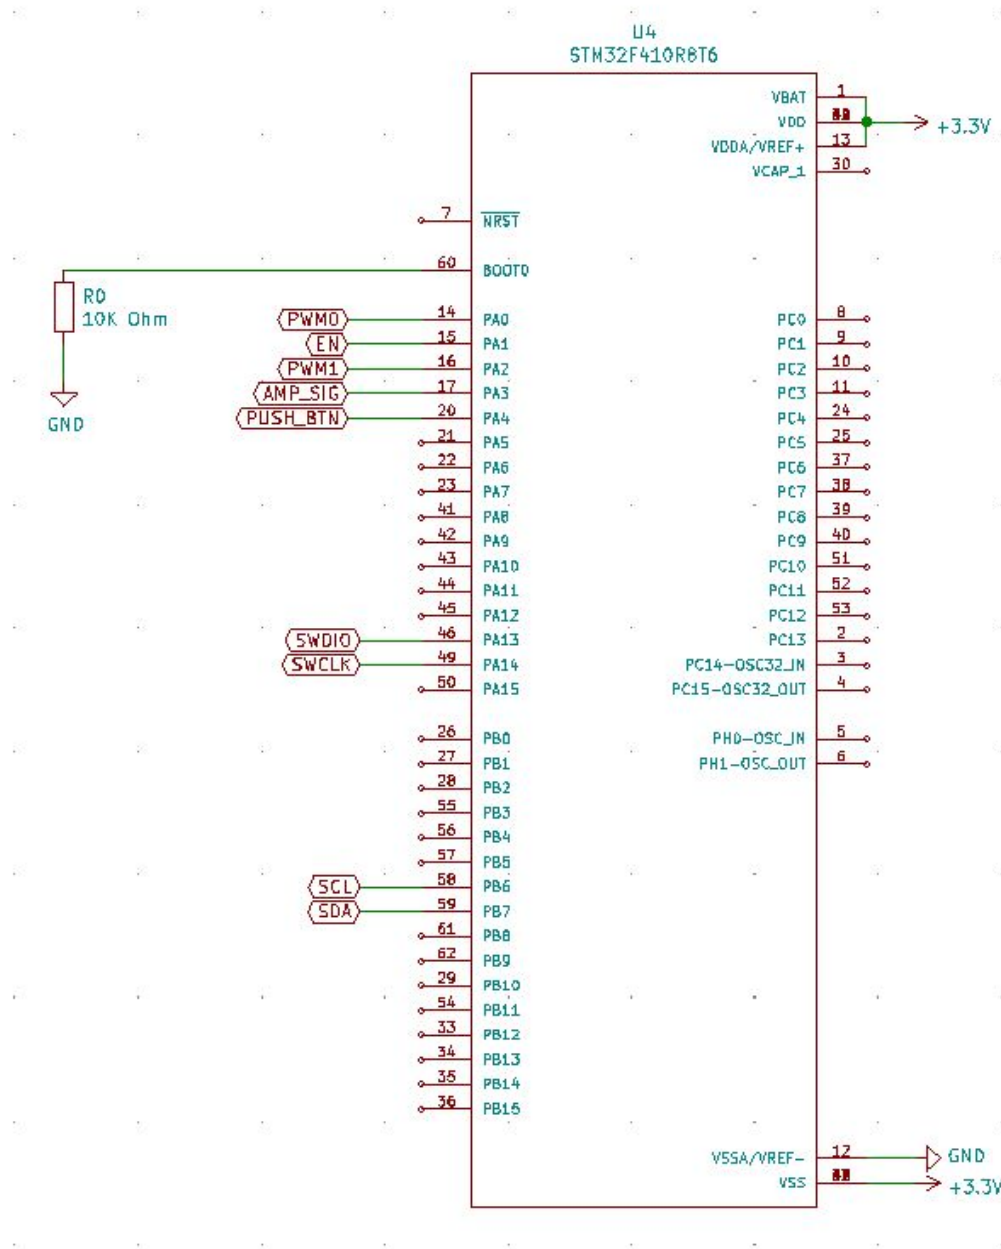 U4
STM32F410R8T6
VBAT 1
VDD
+3.3V
VDDA/VREF+ 13
VCAP_1 30
7 NRST
60 BOOT0
R0
10K Ohm
GND
PWM0 14 PA0
PC0 8
EN 15 PA1
PC1 9
PWM1 16 PA2
PC2 10
AMP_SIG 17 PA3
PC3 11
PUSH_BTN 20 PA4
PC4 24
21 PA5
PC5 25
22 PA6
PC6 37
23 PA7
PC7 38
41 PA8
PC8 39
42 PA9
PC9 40
43 PA10
PC10 51
44 PA11
PC11 52
45 PA12
PC12 53
SWDIO 46 PA13
PC13 2
SWCLK 49 PA14
PC14-OSC32_IN 3
50 PA15
PC15-OSC32_OUT 4
26 PB0
PH0-OSC_IN 5
27 PB1
PH1-OSC_OUT 6
28 PB2
55 PB3
56 PB4
57 PB5
SCL 58 PB6
SDA 59 PB7
61 PB8
62 PB9
29 PB10
54 PB11
33 PB12
34 PB13
35 PB14
36 PB15
VSSA/VREF- 12 GND
VSS
+3.3V